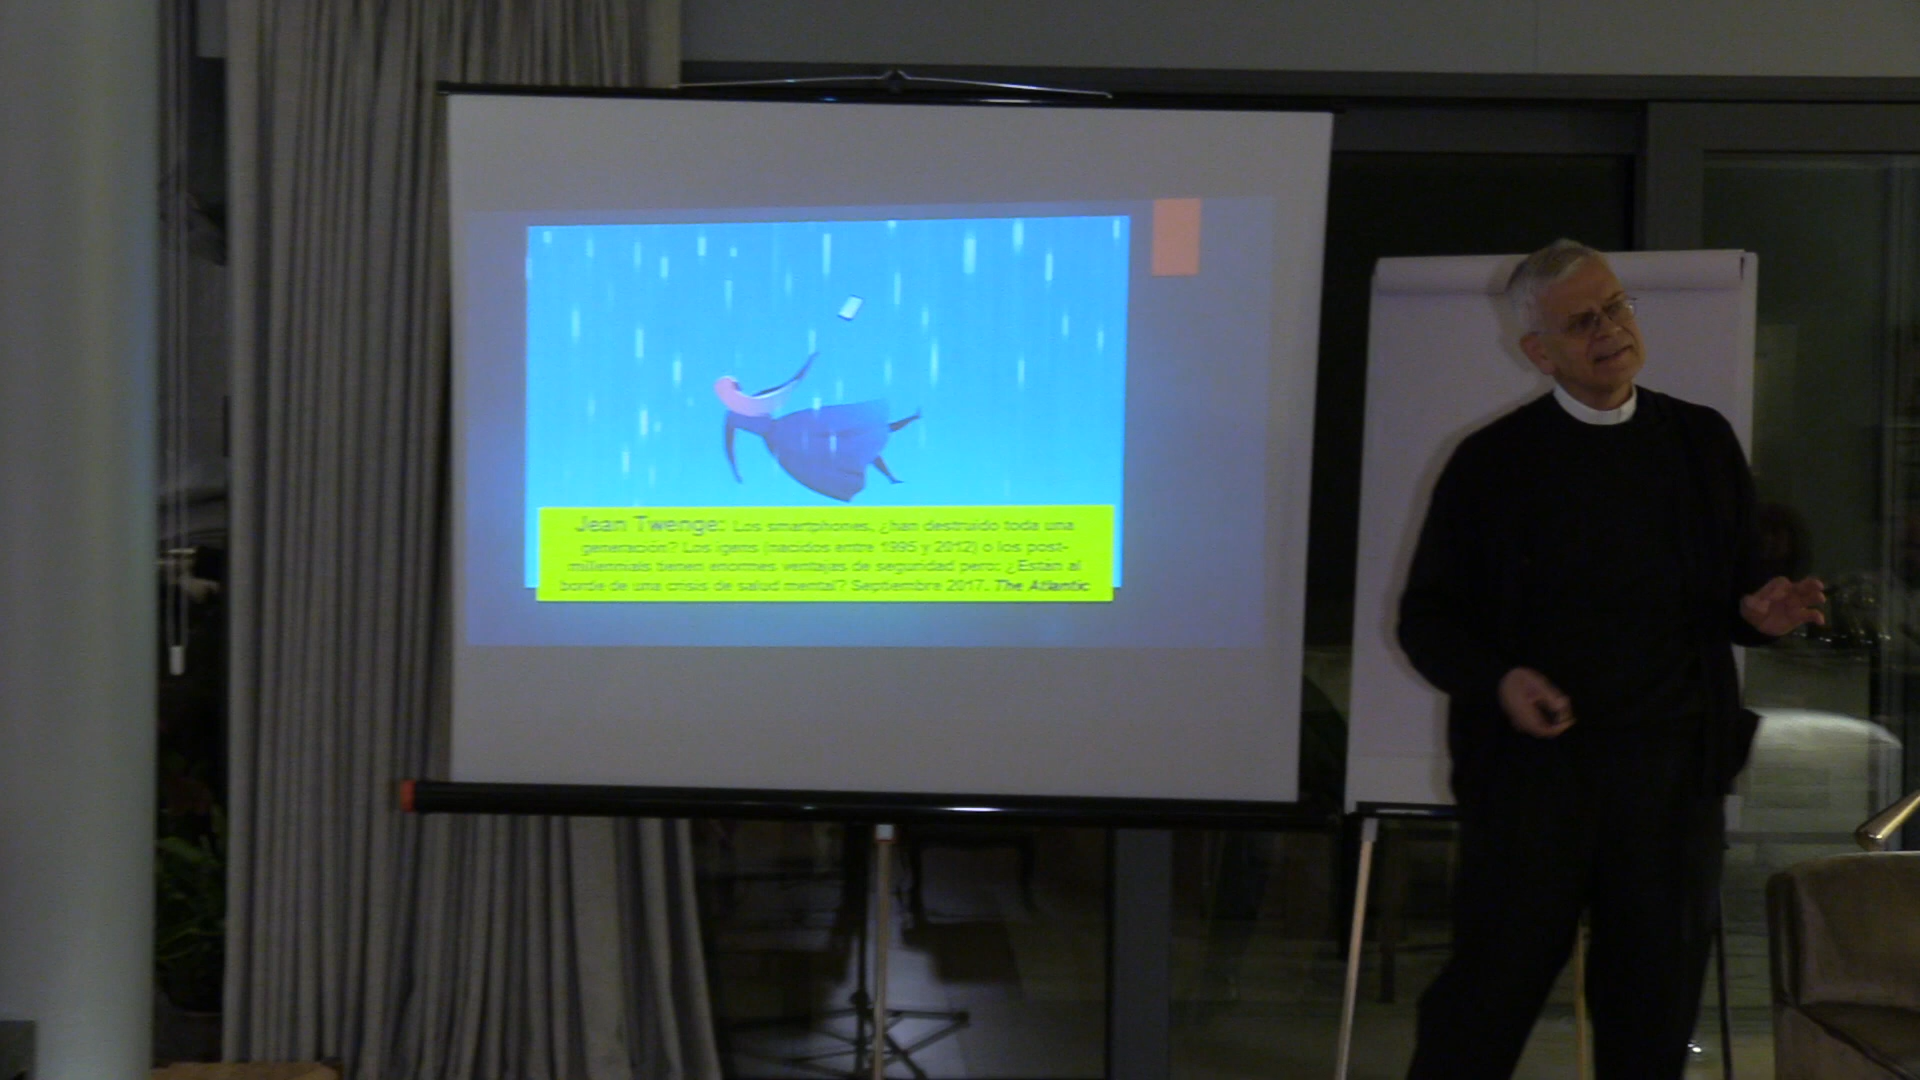 Jean Twenge: Los smartphones, ¿han destruido toda una
generación? Los igens (nacidos entre 1995 y 2012) o los post-
millennials tienen enormes ventajas de seguridad pero: ¿Están al
borde de una crisis de salud mental? Septiembre 2017. The Atlantic